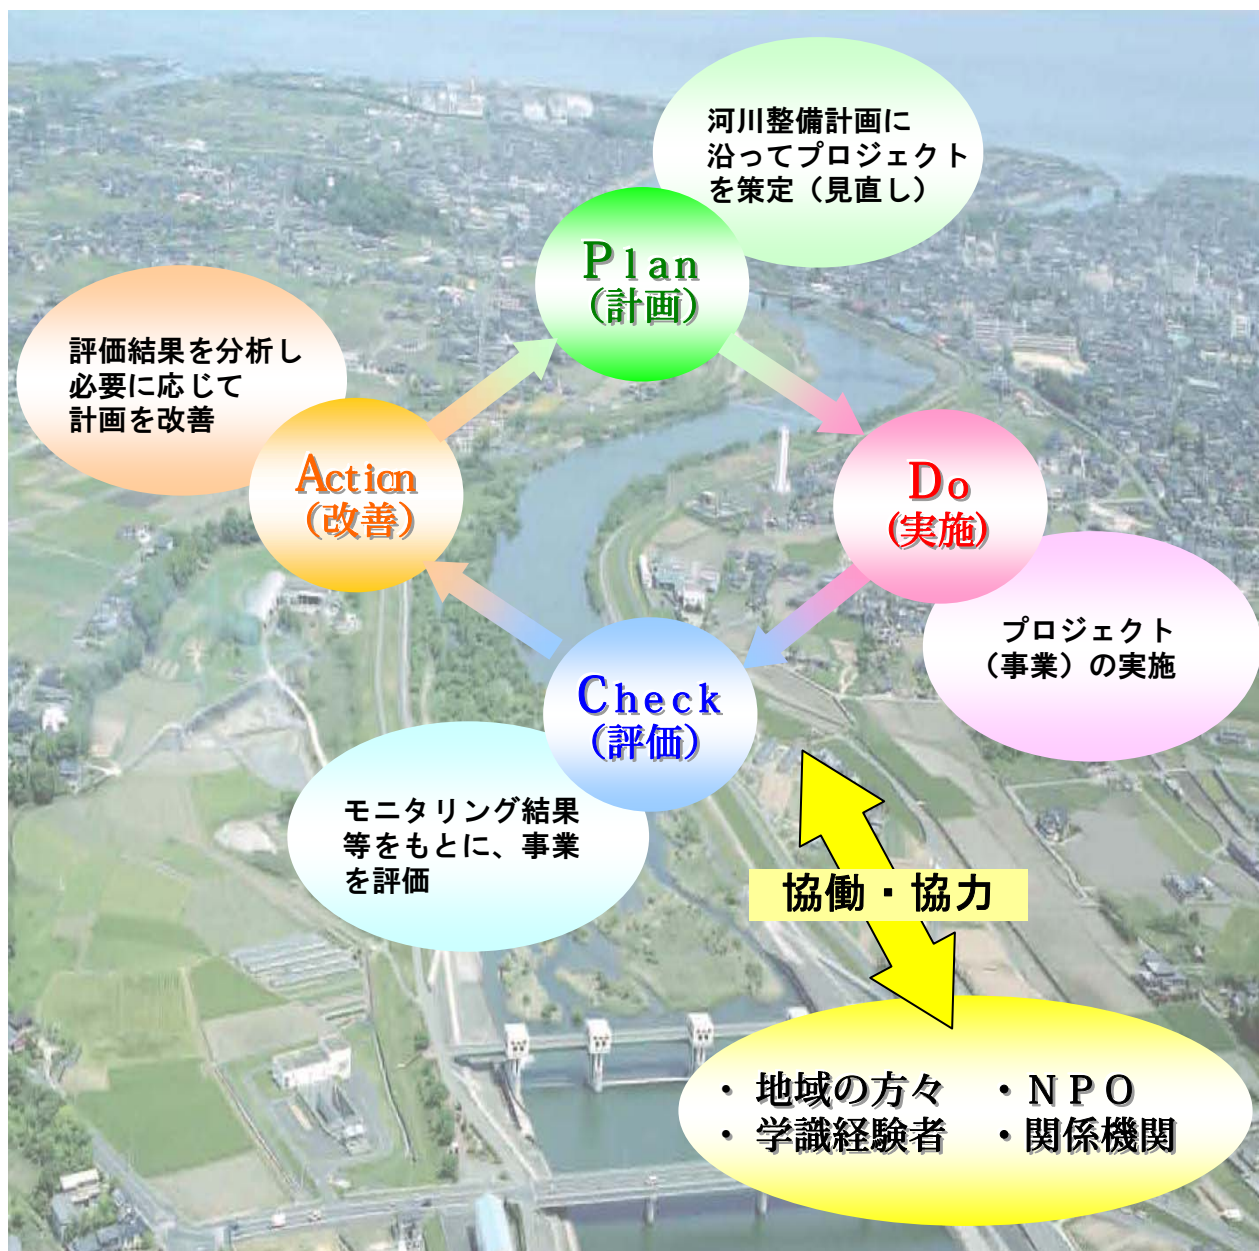 河川整備計画に
沿ってプロジェクト
を策定（見直し）
Plan
(計画)
評価結果を分析し
必要に応じて
計画を改善
Action
(改善)
Do
(実施)
プロジェクト
（事業）の実施
Check
(評価)
モニタリング結果
等をもとに、事業
を評価
協働・協力
・地域の方々 ・ＮＰＯ
・学識経験者 ・関係機関